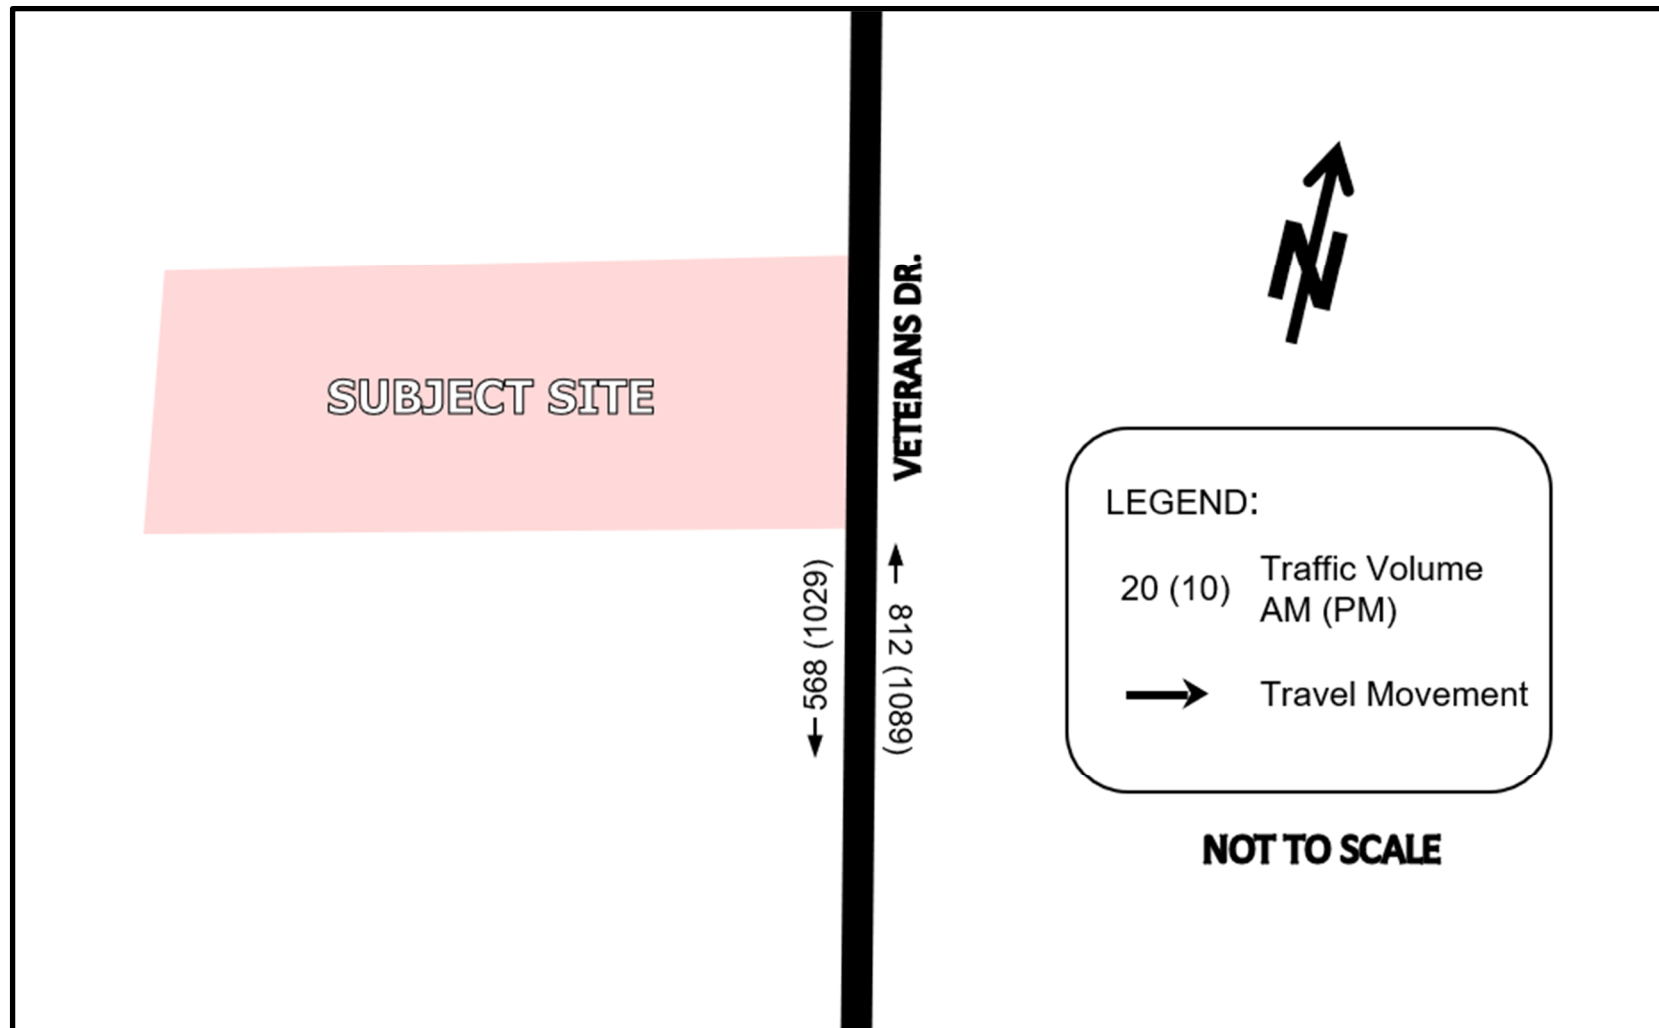 SUBJECT SITE
VETERANS DR.
568 (1029)
812 (1089)
N
LEGEND:
20 (10)
Traffic Volume
AM (PM)
Travel Movement
NOT TO SCALE